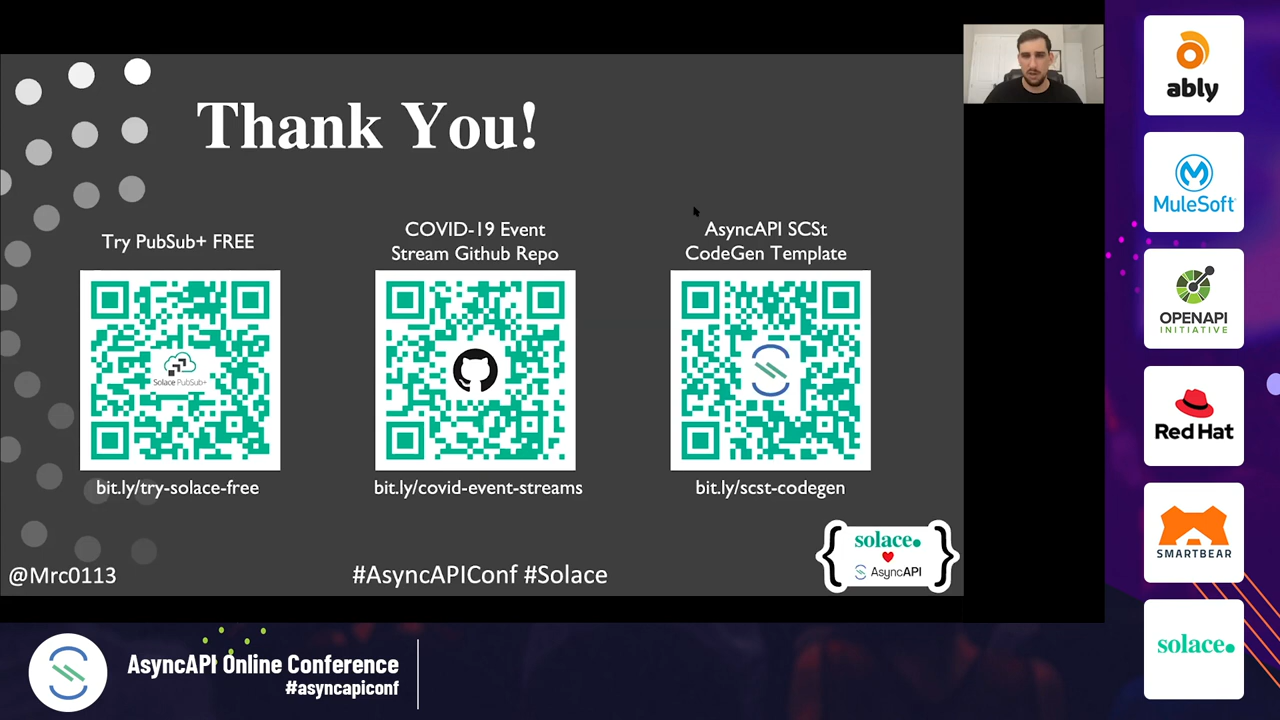 Thank You!
Try PubSub+ FREE
COVID-19 Event
Stream Github Repo
AsyncAPI SCSt
CodeGen Template
Solace PubSub+
bit.ly/try-solace-free
bit.ly/covid-event-streams
bit.ly/scst-codegen
@Mrc0113
#AsyncAPIConf #Solace
solace.
AsyncAPI
ably
MuleSoft
OPENAPI
INITIATIVE
Red Hat
SMARTBEAR
solace.
AsyncAPI Online Conference
#asyncapiconf